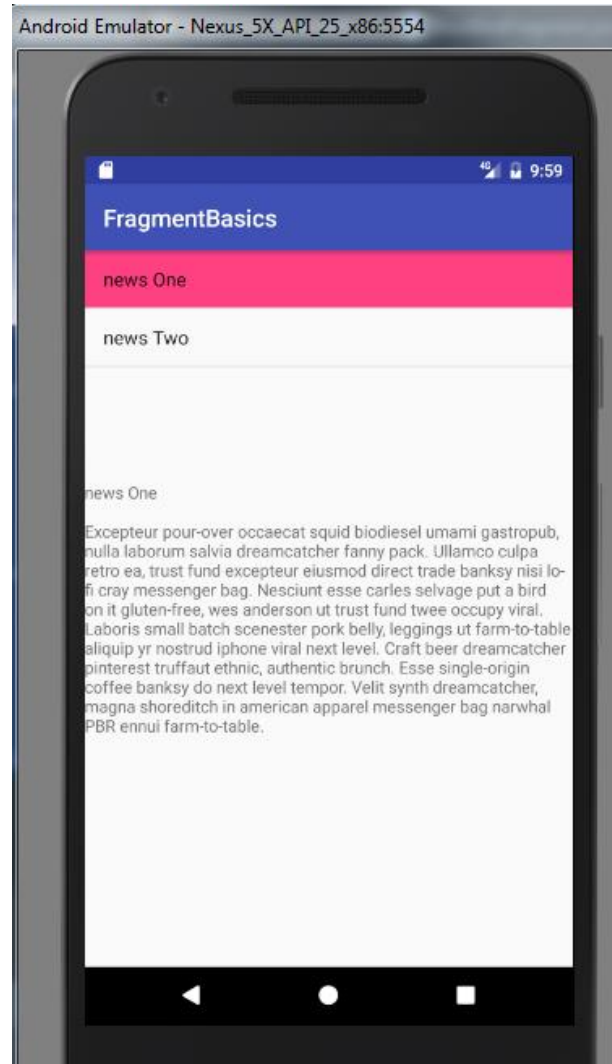 Android Emulator - Nexus_5X_API_25_x86:5554
4G 9:59
FragmentBasics
news One
news Two
news One
Excepteur pour-over occaecat squid biodiesel umami gastropub,
nulla laborum salvia dreamcatcher fanny pack. Ullamco culpa
retro ea, trust fund excepteur eiusmod direct trade banksy nisi lo-
fi cray messenger bag. Nesciunt esse carles selvage put a bird
on it gluten-free, wes anderson ut trust fund twee occupy viral.
Laboris small batch scenester pork belly, leggings ut farm-to-table
aliquip yr nostrud iphone viral next level. Craft beer dreamcatcher
pinterest truffaut ethnic, authentic brunch. Esse single-origin
coffee banksy do next level tempor. Velit synth dreamcatcher,
magna shoreditch in american apparel messenger bag narwhal
PBR ennui farm-to-table.